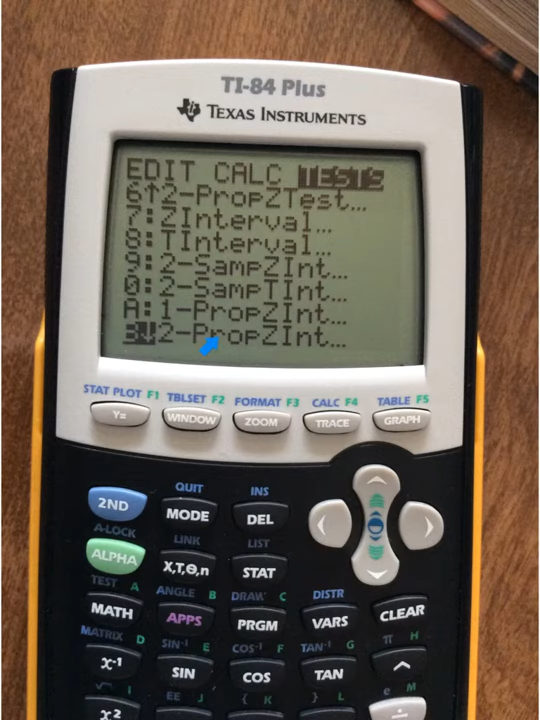 TI-84 Plus
TEXAS INSTRUMENTS
EDIT CALC TESTS
6↑2-PropZTest…
7:ZInterval…
8:TInterval…
9:2-SampZInt…
0:2-SampTInt…
A:1-PropZInt…
B↓2-PropZInt…
STAT PLOT F1 TBLSET F2 FORMAT F3 CALC F4 TABLE F5
Y= WINDOW ZOOM TRACE GRAPH
QUIT INS
2ND MODE DEL
A-LOCK LINK LIST
ALPHA X,T,Θ,n STAT
TEST A ANGLE B DRAW C DISTR
MATH APPS PRGM VARS CLEAR
MATRIX D SIN⁻¹ E COS⁻¹ F TAN⁻¹ G π H
x⁻¹ SIN COS TAN ^
√ I EE J { K } L e M
x² , ( ) ÷